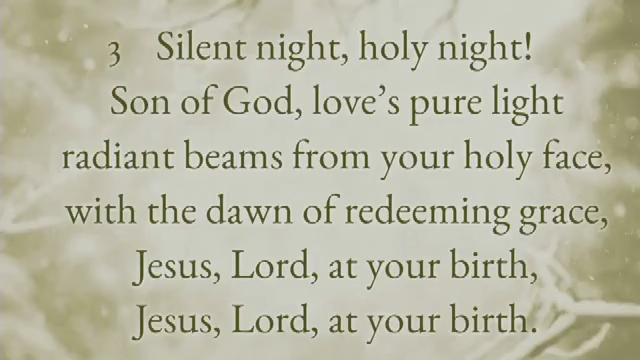 3 Silent night, holy night!
Son of God, love’s pure light
radiant beams from your holy face,
with the dawn of redeeming grace,
Jesus, Lord, at your birth,
Jesus, Lord, at your birth.